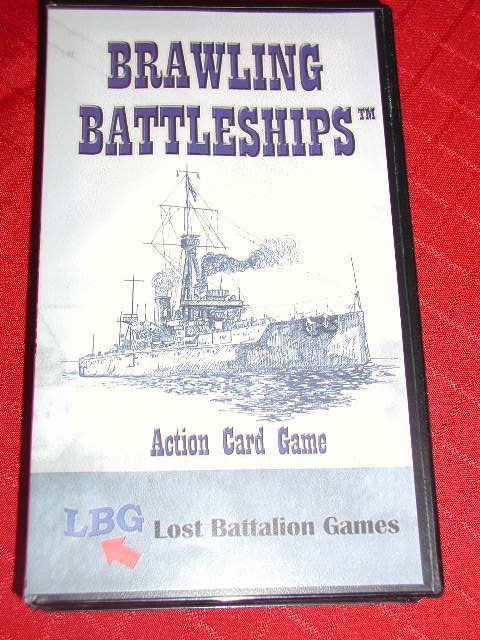 BRAWLING
BATTLESHIPS™
Action Card Game
LBG Lost Battalion Games